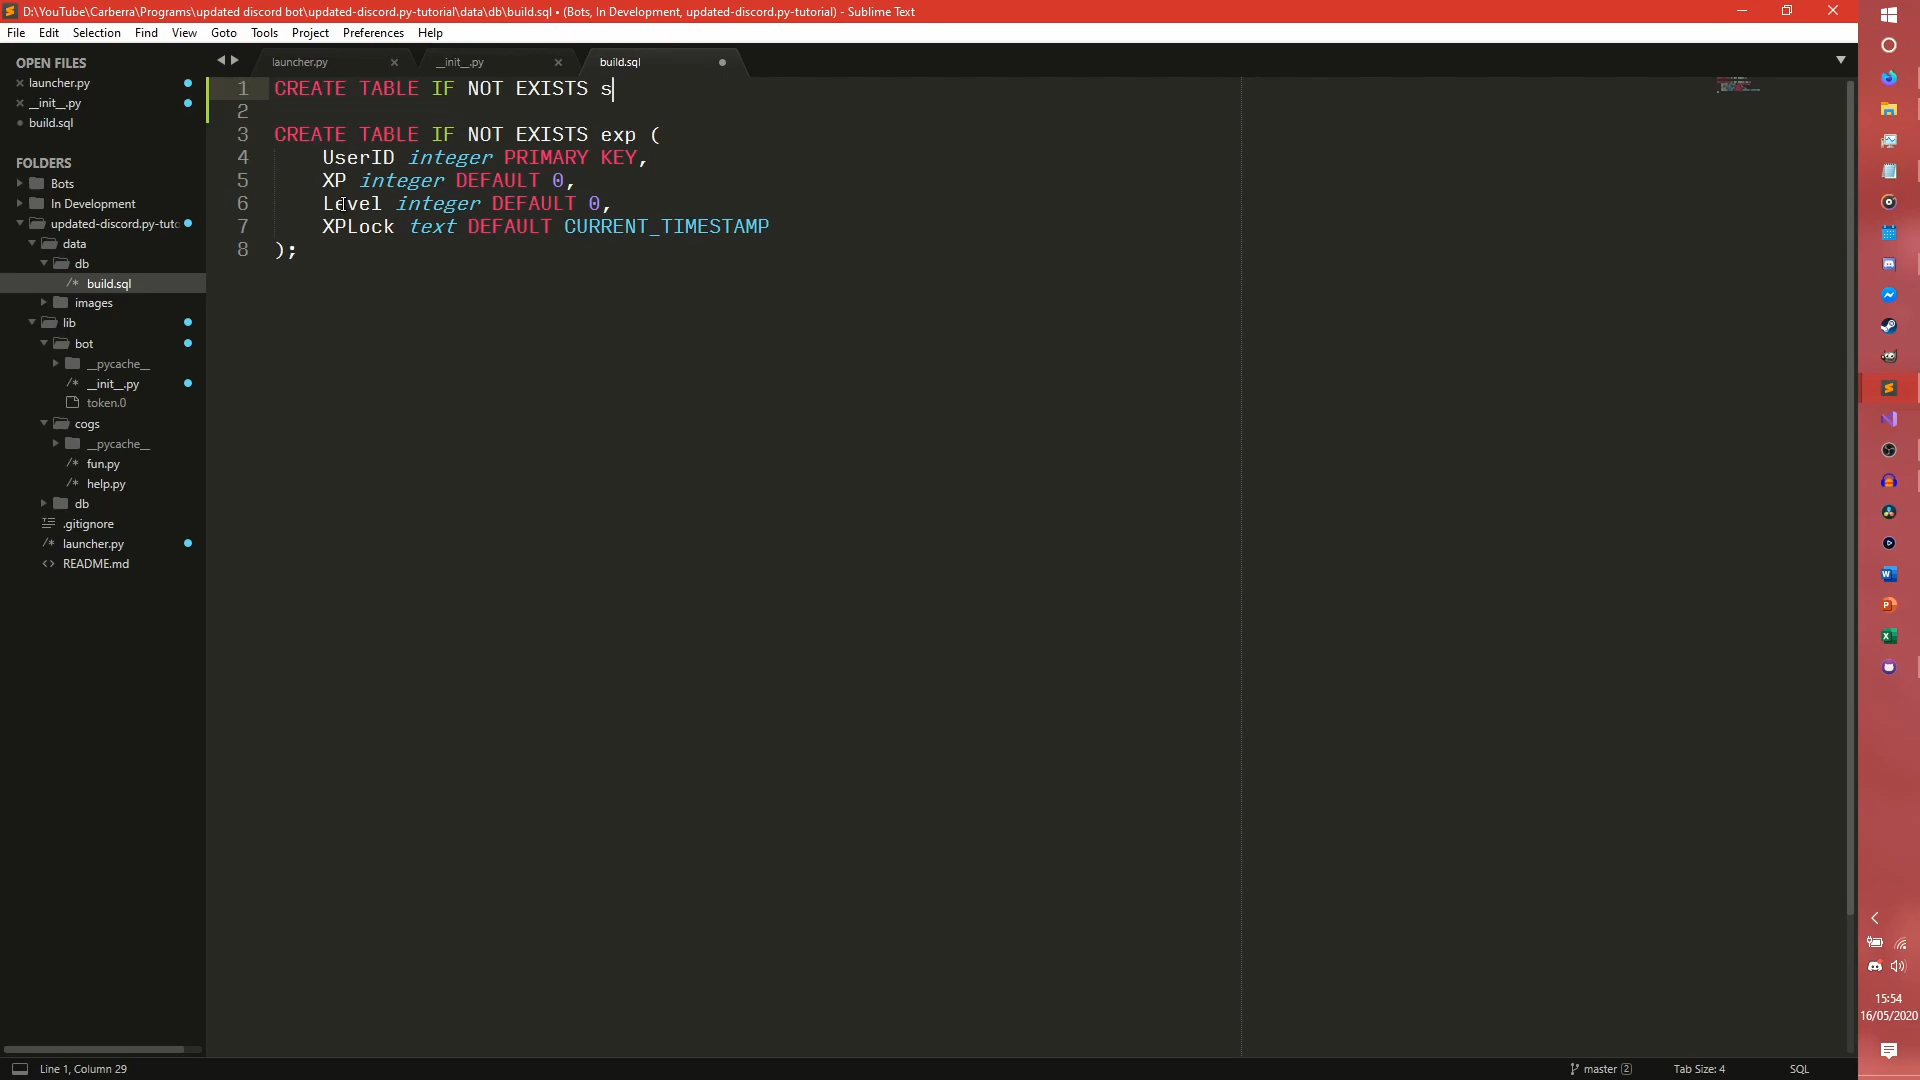 D:\YouTube\Carberra\Programs\updated discord bot\updated-discord.py-tutorial\data\db\build.sql • (Bots, In Development, updated-discord.py-tutorial) - Sublime Text
File Edit Selection Find View Goto Tools Project Preferences Help
OPEN FILES
launcher.py
__init__.py
build.sql
FOLDERS
Bots
In Development
updated-discord.py-tuto
data
db
build.sql
images
lib
bot
__pycache__
__init__.py
token.0
cogs
__pycache__
fun.py
help.py
db
.gitignore
launcher.py
README.md
launcher.py __init__.py build.sql
1 CREATE TABLE IF NOT EXISTS s
2
3 CREATE TABLE IF NOT EXISTS exp (
4 UserID integer PRIMARY KEY,
5 XP integer DEFAULT 0,
6 Level integer DEFAULT 0,
7 XPLock text DEFAULT CURRENT_TIMESTAMP
8 );
Line 1, Column 29
master 2
Tab Size: 4
SQL
15:54
16/05/2020